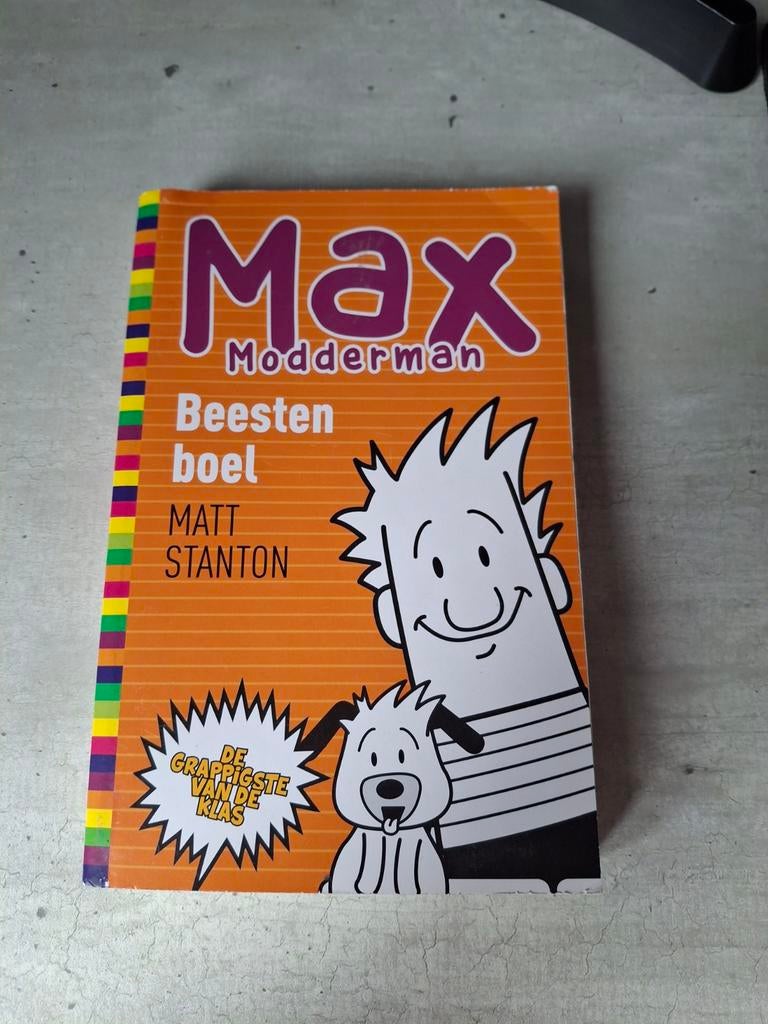 Max
Modderman
Beesten
boel
MATT
STANTON
DE
GRAPPIGSTE
VAN DE
KLAS